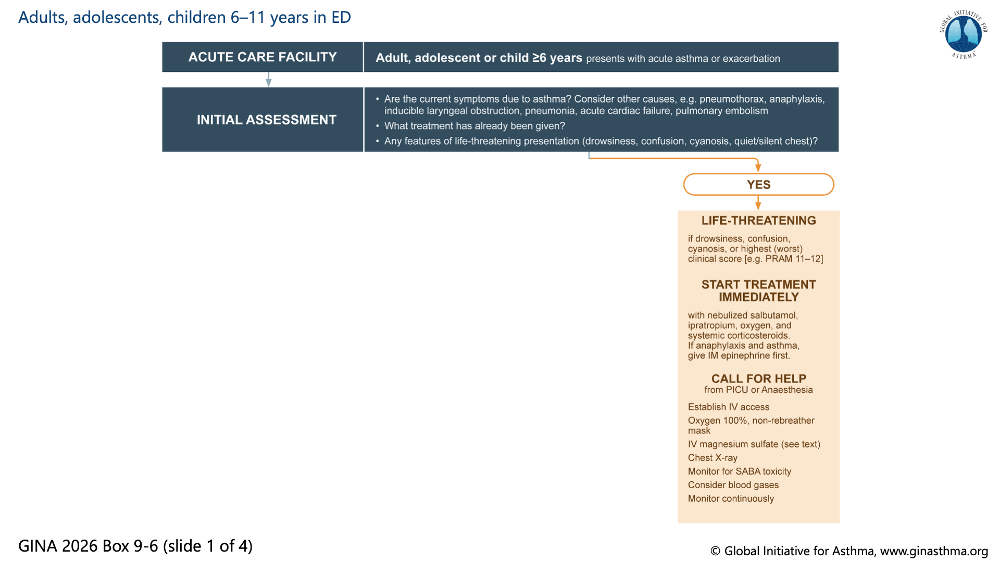 Adults, adolescents, children 6–11 years in ED
GLOBAL INITIATIVE FOR
ASTHMA
ACUTE CARE FACILITY
Adult, adolescent or child ≥6 years presents with acute asthma or exacerbation
INITIAL ASSESSMENT
• Are the current symptoms due to asthma? Consider other causes, e.g. pneumothorax, anaphylaxis,
inducible laryngeal obstruction, pneumonia, acute cardiac failure, pulmonary embolism
• What treatment has already been given?
• Any features of life-threatening presentation (drowsiness, confusion, cyanosis, quiet/silent chest)?
YES
LIFE-THREATENING
if drowsiness, confusion,
cyanosis, or highest (worst)
clinical score [e.g. PRAM 11–12]
START TREATMENT
IMMEDIATELY
with nebulized salbutamol,
ipratropium, oxygen, and
systemic corticosteroids.
If anaphylaxis and asthma,
give IM epinephrine first.
CALL FOR HELP
from PICU or Anaesthesia
Establish IV access
Oxygen 100%, non-rebreather
mask
IV magnesium sulfate (see text)
Chest X-ray
Monitor for SABA toxicity
Consider blood gases
Monitor continuously
GINA 2026 Box 9-6 (slide 1 of 4)
© Global Initiative for Asthma, www.ginasthma.org